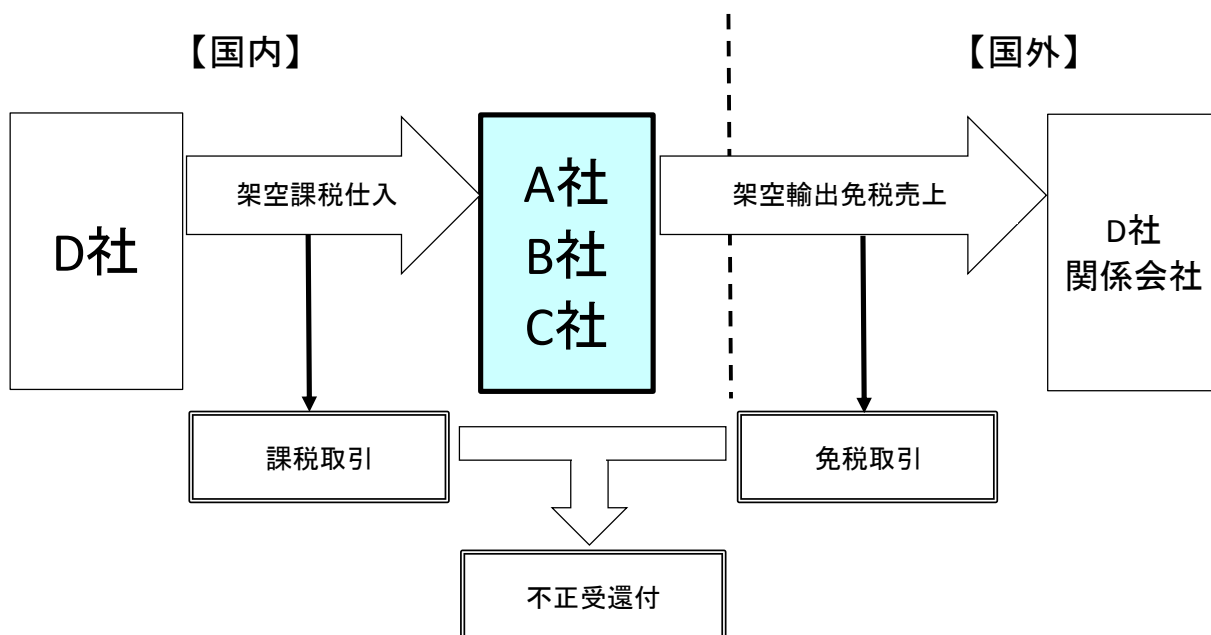 【国内】
【国外】
D社
架空課税仕入
A社
B社
C社
架空輸出免税売上
D社
関係会社
課税取引
免税取引
不正受還付